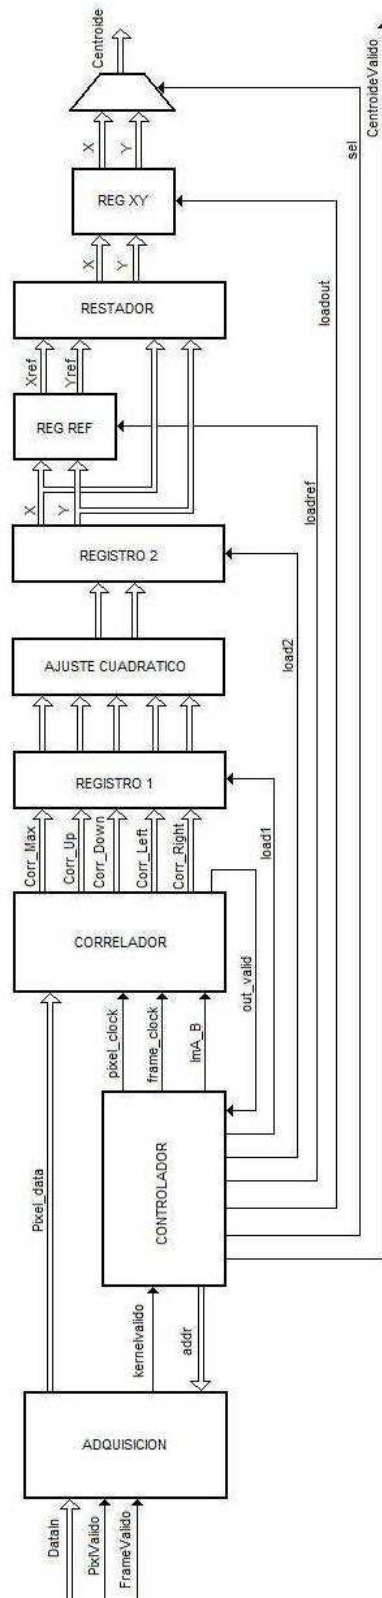 Centroide
CentroideValido
sel
X
Y
REG XY
loadout
X
Y
RESTADOR
Xref
Yref
REG REF
loadref
X
Y
REGISTRO 2
load2
AJUSTE CUADRATICO
REGISTRO 1
load1
Corr_Max
Corr_Up
Corr_Down
Corr_Left
Corr_Right
CORRELADOR
out_valid
pixel_clock
frame_clock
ImA_B
Pixel_data
CONTROLADOR
kernelvalido
addr
ADQUISICION
DataIn
PixlValido
FrameValido